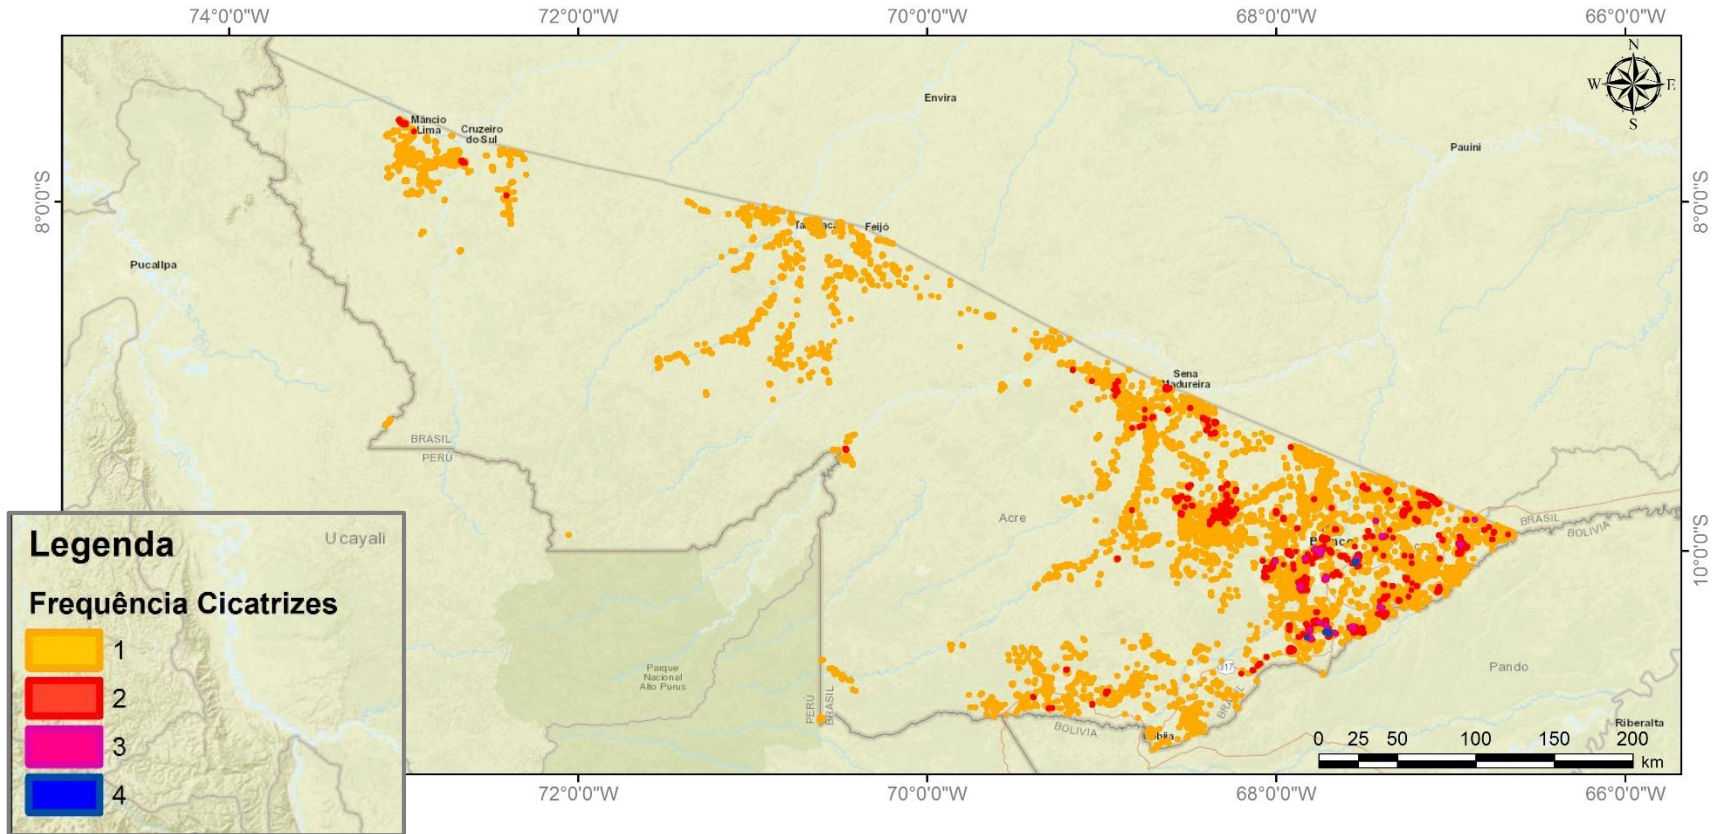 74°0'0"W 72°0'0"W 70°0'0"W 68°0'0"W 66°0'0"W
N
W E
S
8°0'0"S
8°0'0"S
10°0'0"S
Envira
Pauini
Mâncio
Lima
Cruzeiro
do Sul
Feijó
Pucallpa
Sena
Madureira
BRASIL
PERÚ
Acre
BRASIL
BOLIVIA
Ucayali
Parque
Nacional
Alto Purus
PERÚ
BRASIL
317
BOLIVIA
Pando
Riberalta
Legenda
Frequência Cicatrizes
1
2
3
4
0 25 50 100 150 200
km
72°0'0"W 70°0'0"W 68°0'0"W 66°0'0"W